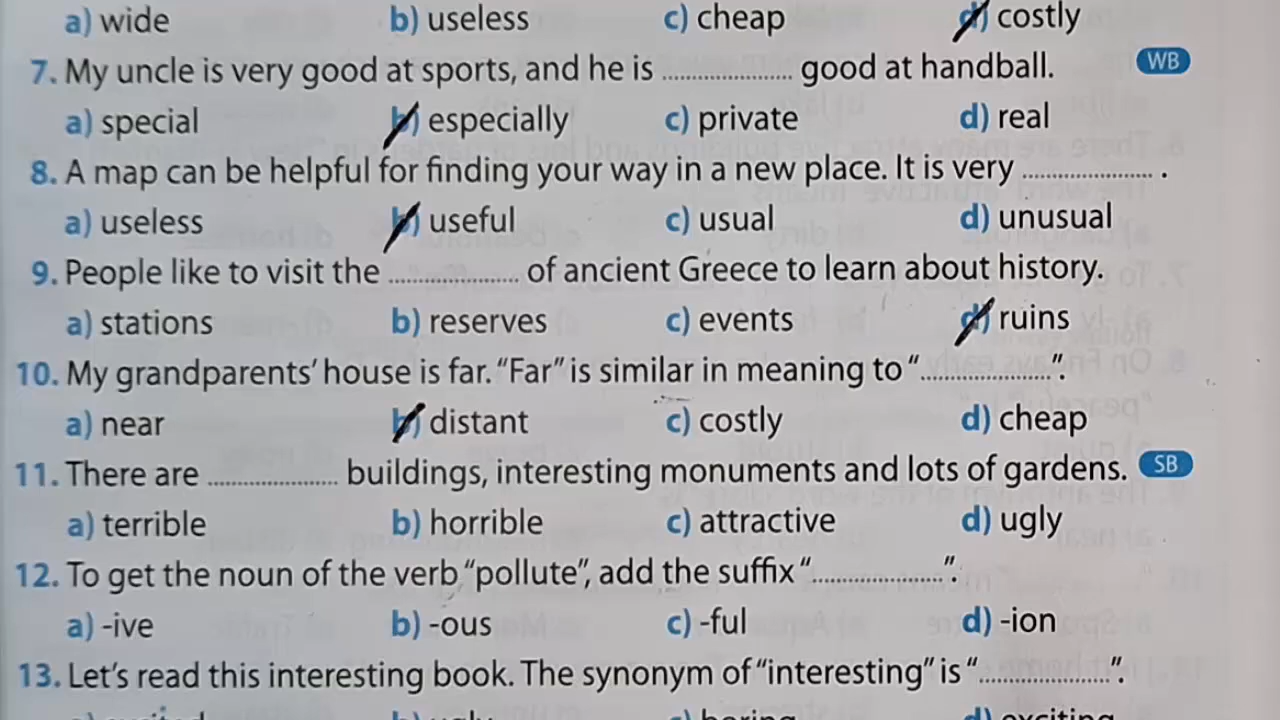 a) wide b) useless c) cheap d) costly
7. My uncle is very good at sports, and he is .................... good at handball. WB
a) special b) especially c) private d) real
8. A map can be helpful for finding your way in a new place. It is very .................... .
a) useless b) useful c) usual d) unusual
9. People like to visit the .................... of ancient Greece to learn about history.
a) stations b) reserves c) events d) ruins
10. My grandparents' house is far. "Far" is similar in meaning to "....................".
a) near b) distant c) costly d) cheap
11. There are .................... buildings, interesting monuments and lots of gardens. SB
a) terrible b) horrible c) attractive d) ugly
12. To get the noun of the verb "pollute", add the suffix "....................".
a) -ive b) -ous c) -ful d) -ion
13. Let's read this interesting book. The synonym of "interesting" is "....................".
a) excited b) ugly c) boring d) exciting